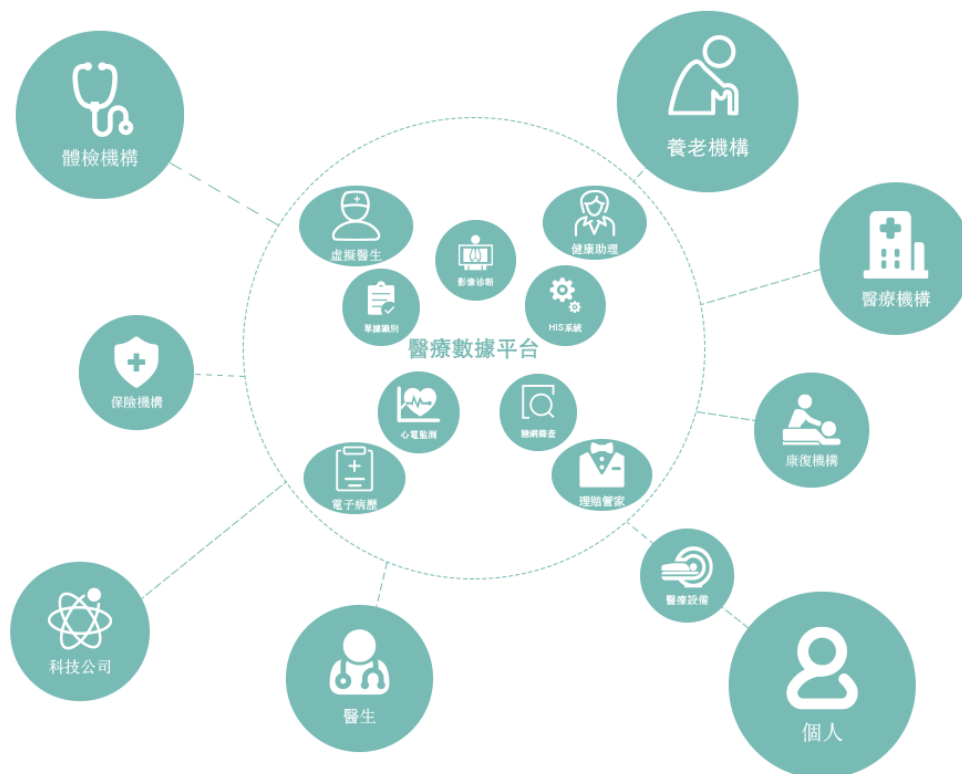 體檢機構
養老機構
虛擬醫生
健康助理
影像诊断
醫療機構
單據識別
HIS系統
醫療數據平台
保險機構
心電監測
糖網篩查
康復機構
電子病歷
理賠管家
醫療設備
科技公司
醫生
個人